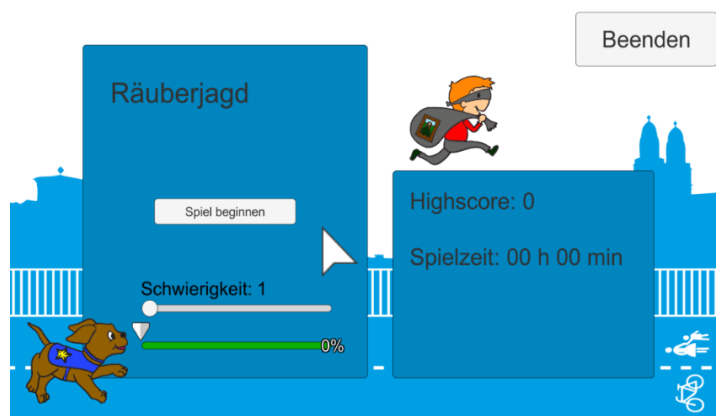 Beenden
Räuberjagd
Spiel beginnen
Schwierigkeit: 1
0%
Highscore: 0
Spielzeit: 00 h 00 min